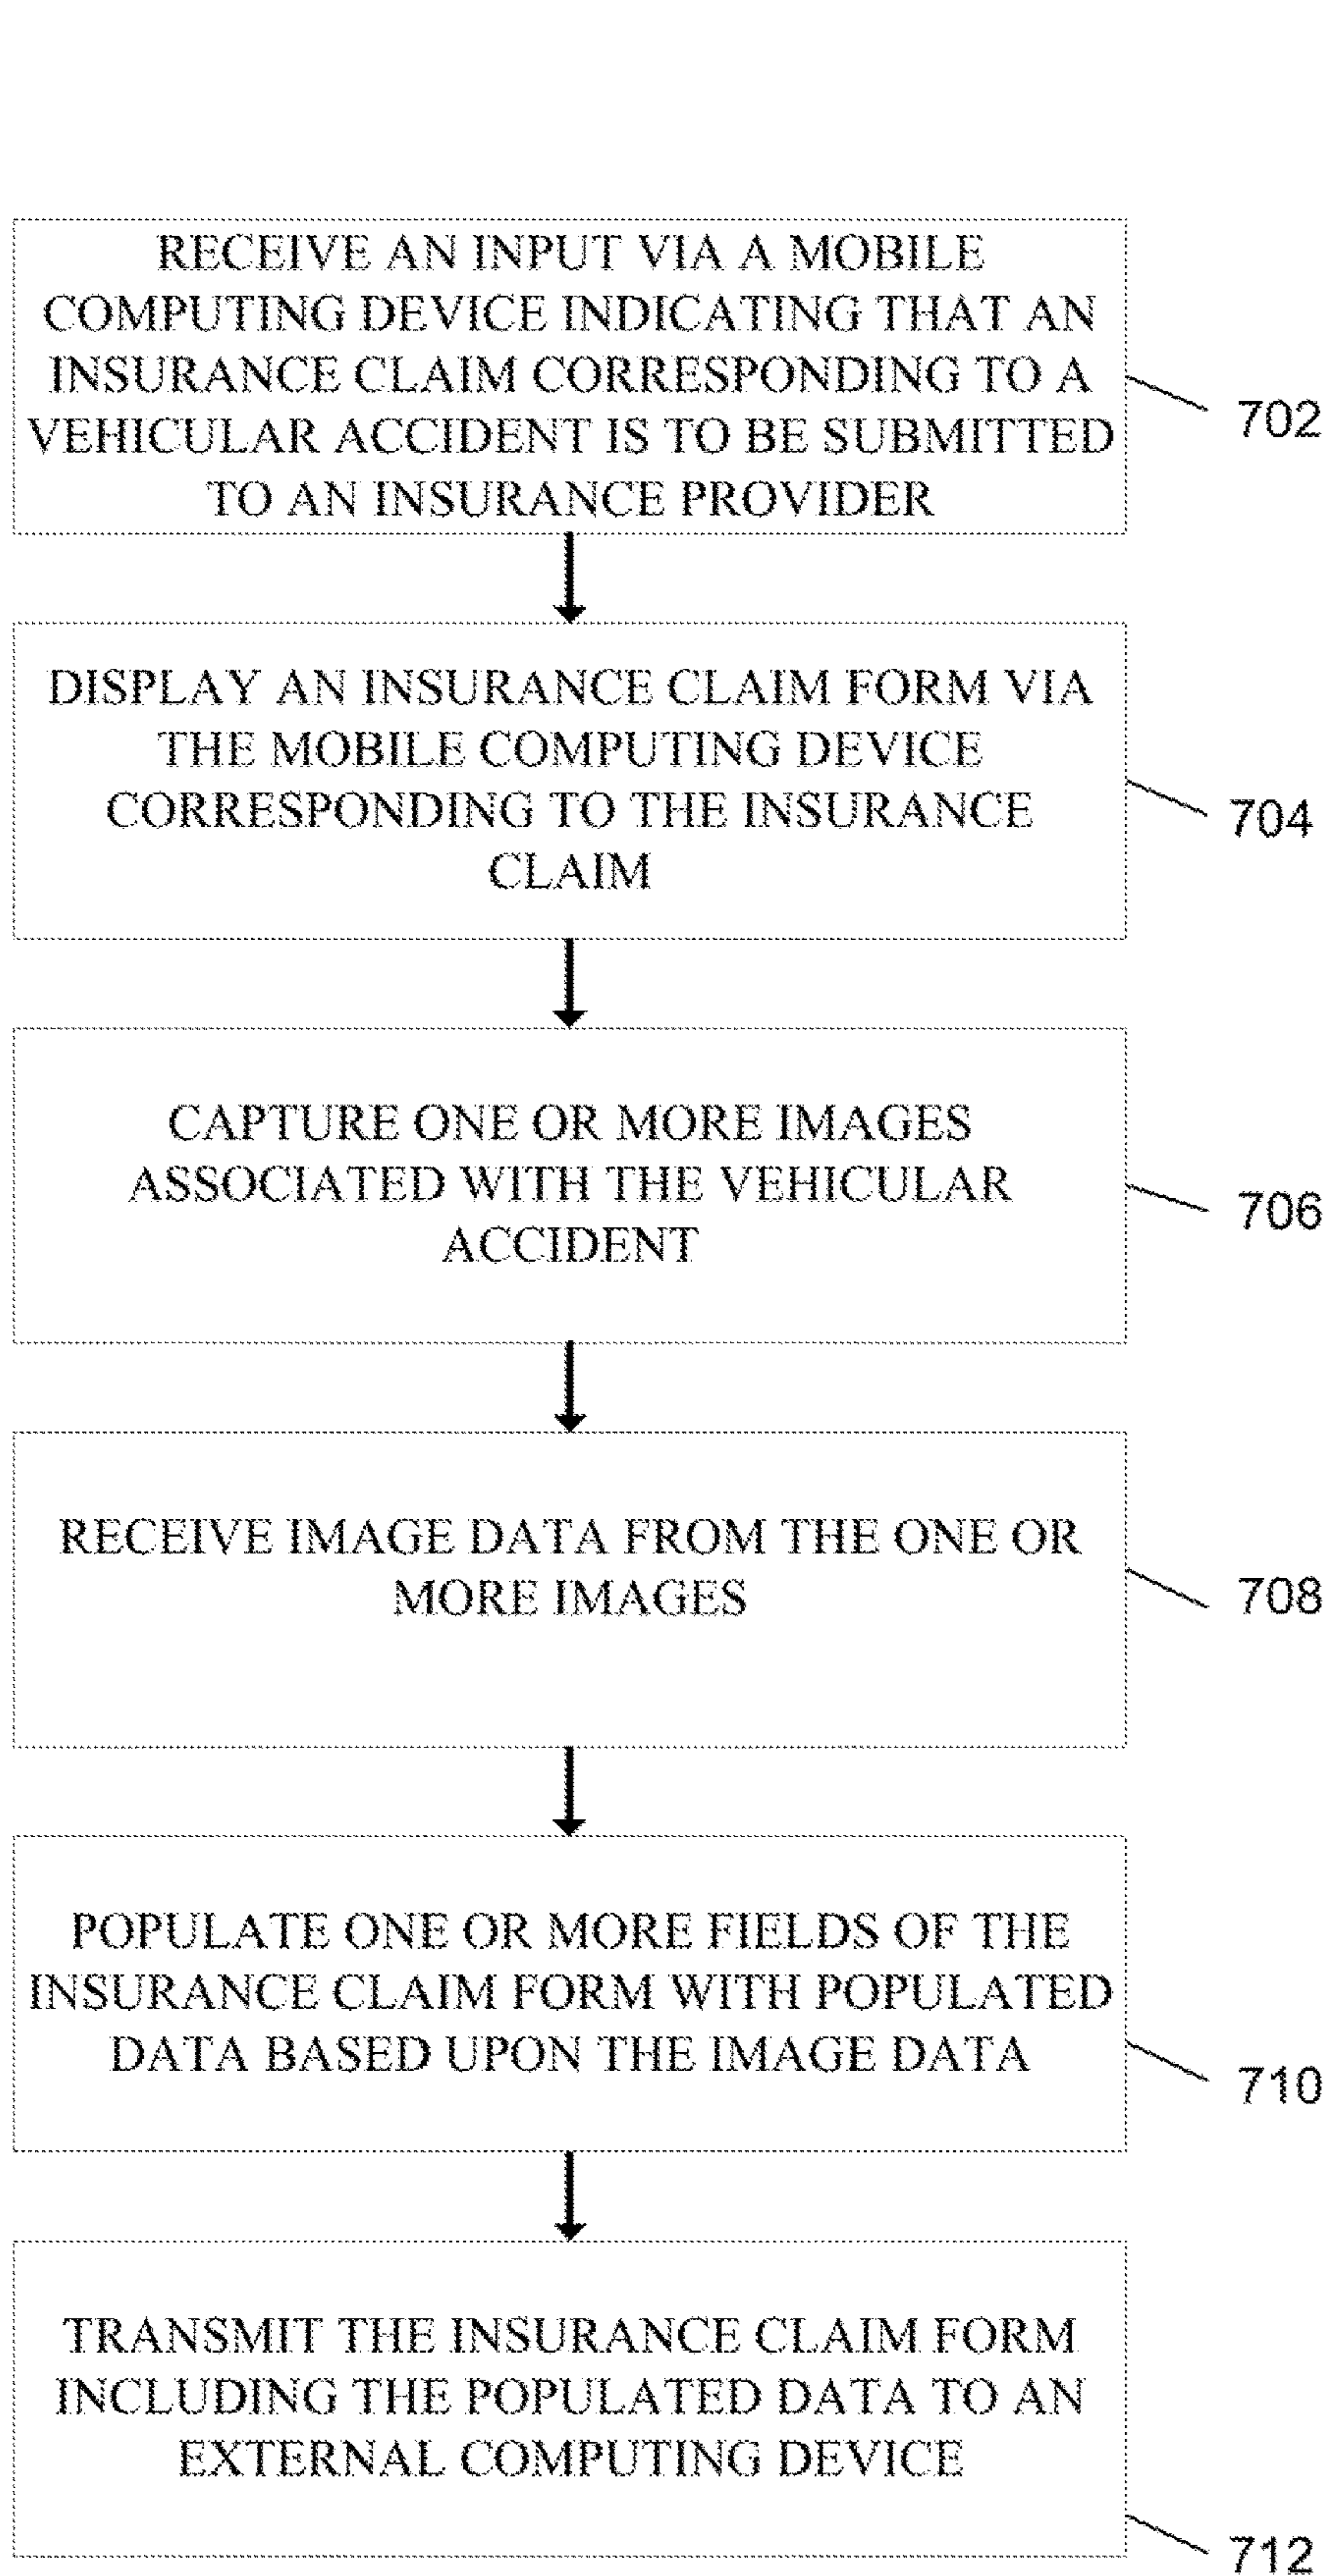 RECEIVE AN INPUT VIA A MOBILE
COMPUTING DEVICE INDICATING THAT AN
INSURANCE CLAIM CORRESPONDING TO A
VEHICULAR ACCIDENT IS TO BE SUBMITTED
TO AN INSURANCE PROVIDER
702
DISPLAY AN INSURANCE CLAIM FORM VIA
THE MOBILE COMPUTING DEVICE
CORRESPONDING TO THE INSURANCE
CLAIM
704
CAPTURE ONE OR MORE IMAGES
ASSOCIATED WITH THE VEHICULAR
ACCIDENT
706
RECEIVE IMAGE DATA FROM THE ONE OR
MORE IMAGES
708
POPULATE ONE OR MORE FIELDS OF THE
INSURANCE CLAIM FORM WITH POPULATED
DATA BASED UPON THE IMAGE DATA
710
TRANSMIT THE INSURANCE CLAIM FORM
INCLUDING THE POPULATED DATA TO AN
EXTERNAL COMPUTING DEVICE
712